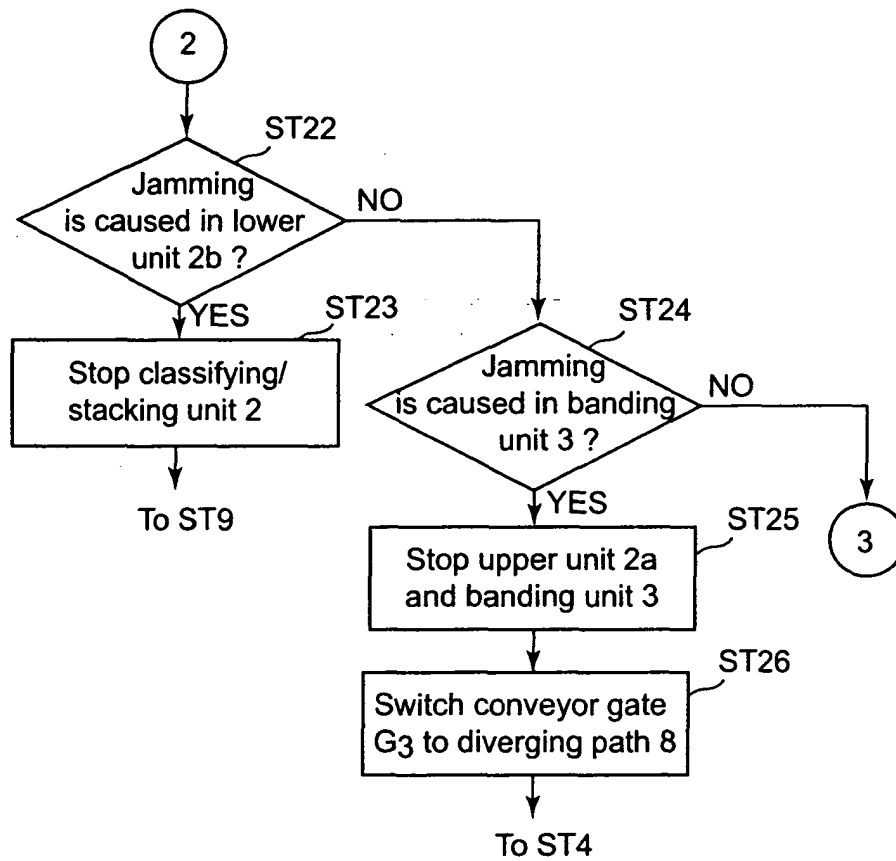 2
ST22
Jamming
is caused in lower
unit 2b ?
NO
YES
ST23
Stop classifying/
stacking unit 2
To ST9
ST24
Jamming
is caused in banding
unit 3 ?
NO
3
YES
ST25
Stop upper unit 2a
and banding unit 3
ST26
Switch conveyor gate
G3 to diverging path 8
To ST4